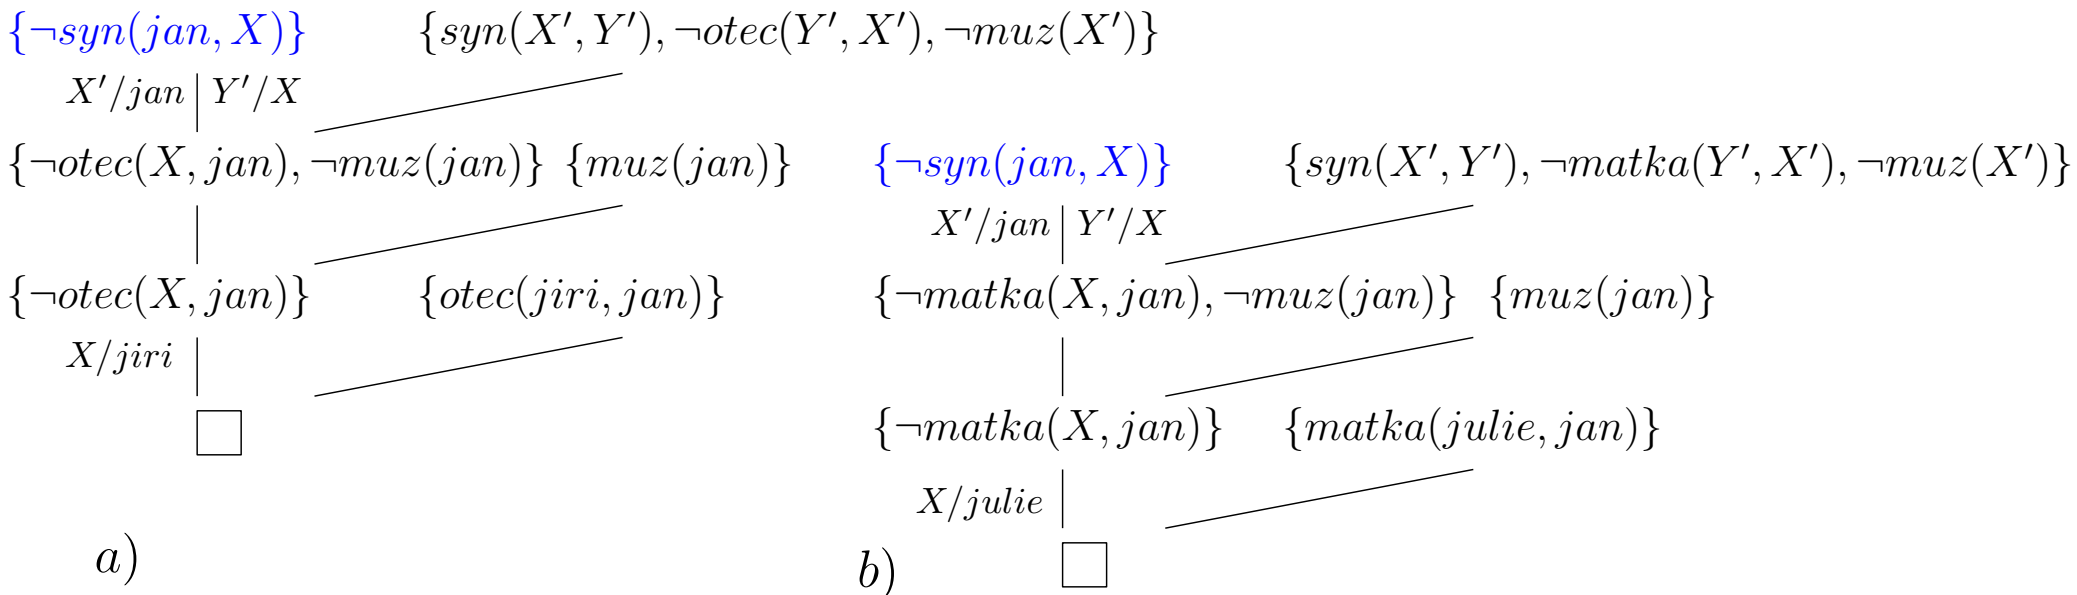 {¬syn(jan, X)} {syn(X′, Y′), ¬otec(Y′, X′), ¬muz(X′)}
X′/jan Y′/X
{¬otec(X, jan), ¬muz(jan)} {muz(jan)}
{¬otec(X, jan)} {otec(jiri, jan)}
X/jiri
□
a)
{¬syn(jan, X)} {syn(X′, Y′), ¬matka(Y′, X′), ¬muz(X′)}
X′/jan Y′/X
{¬matka(X, jan), ¬muz(jan)} {muz(jan)}
{¬matka(X, jan)} {matka(julie, jan)}
X/julie
□
b)